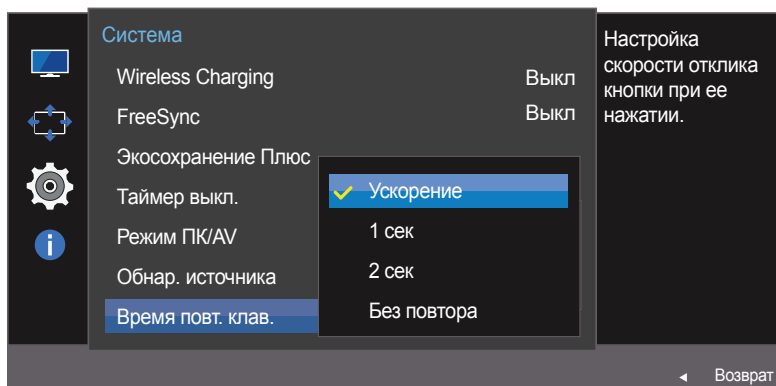 Система
Wireless Charging Выкл
FreeSync Выкл
Экосохранение Плюс
Таймер выкл.
Режим ПК/AV
Обнар. источника
Время повт. клав.
Ускорение
1 сек
2 сек
Без повтора
Настройка
скорости отклика
кнопки при ее
нажатии.
Возврат